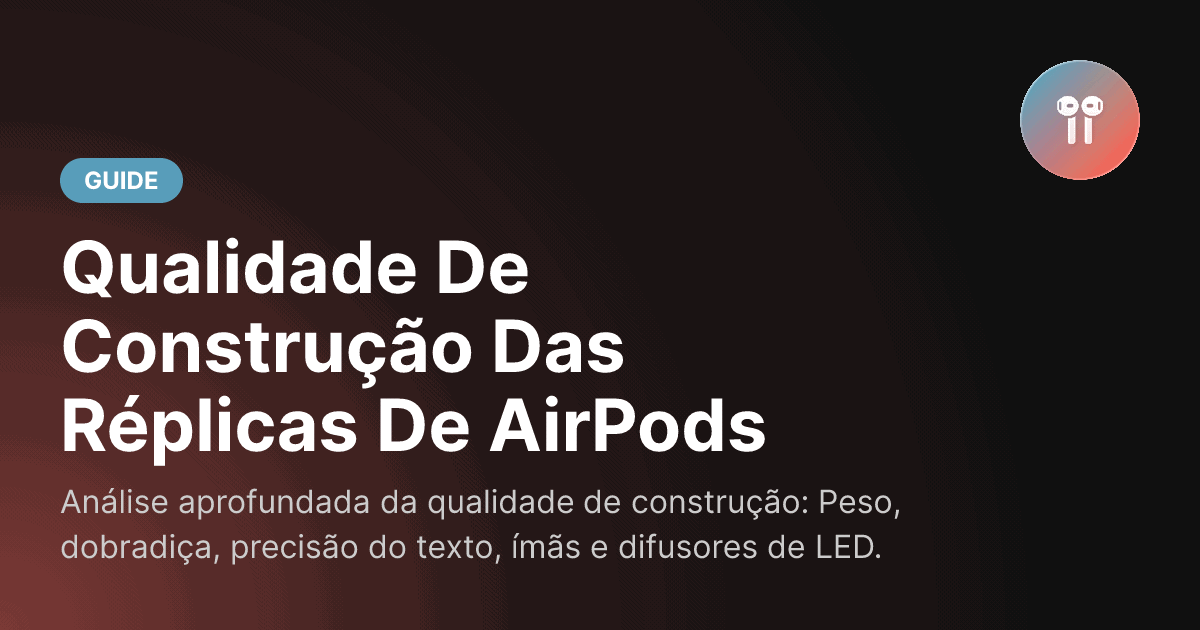 GUIDE
Qualidade De
Construção Das
Réplicas De AirPods
Análise aprofundada da qualidade de construção: Peso,
dobradiça, precisão do texto, ímãs e difusores de LED.